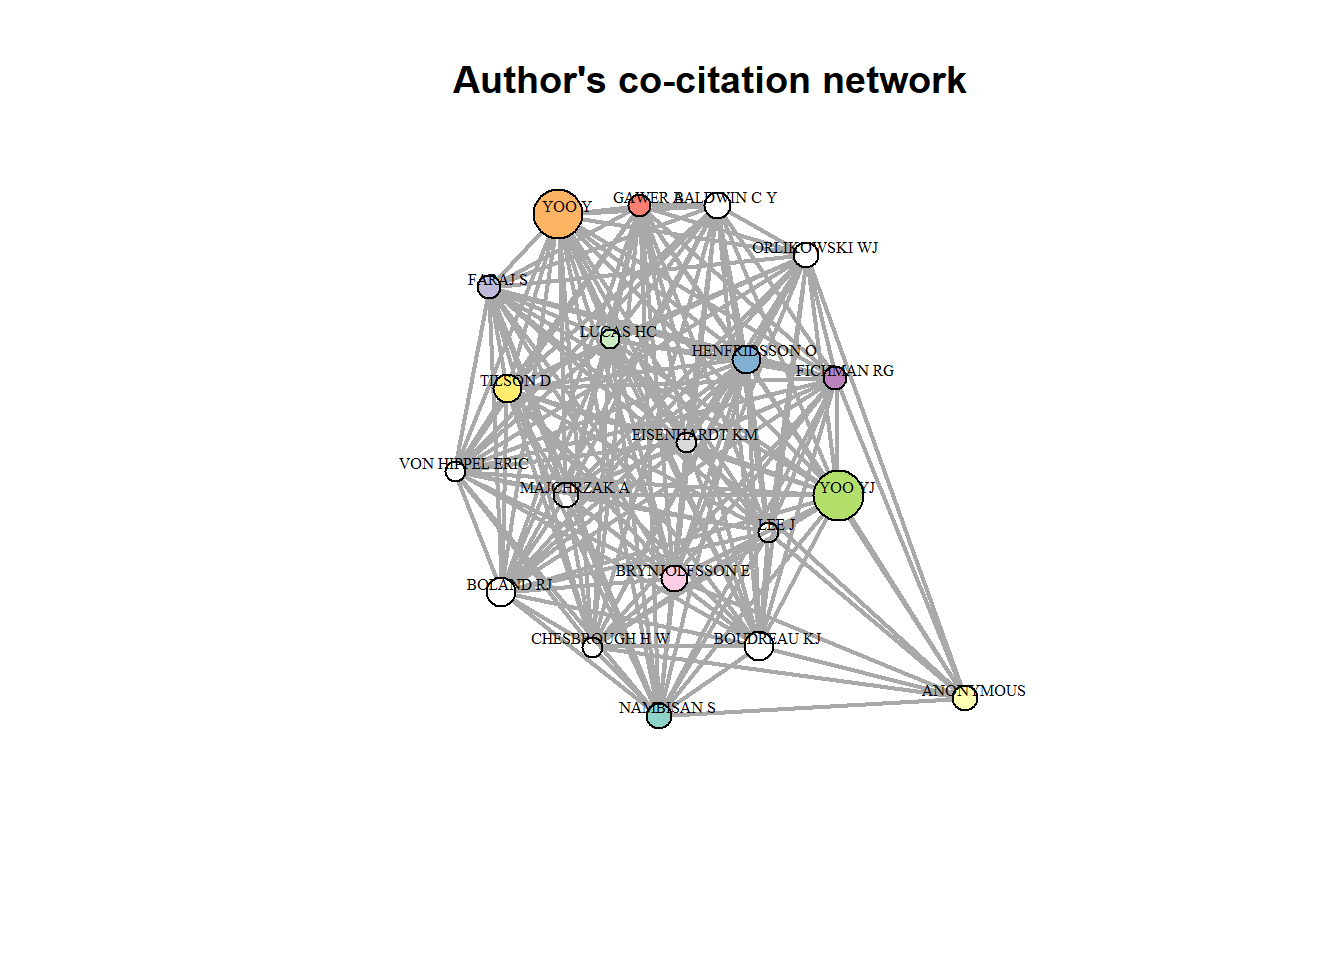 Author's co-citation network
YOO Y
GAWER A
BALDWIN C Y
ORLIKOWSKI WJ
FARAJ S
LUCAS HC
HENFRIDSSON O
FICHMAN RG
TILSON D
EISENHARDT KM
VON HIPPEL ERIC
MAJCHRZAK A
YOO YJ
LEE J
BRYNJOLFSSON E
BOLAND RJ
CHESBROUGH H W
BOUDREAU KJ
ANONYMOUS
NAMBISAN S